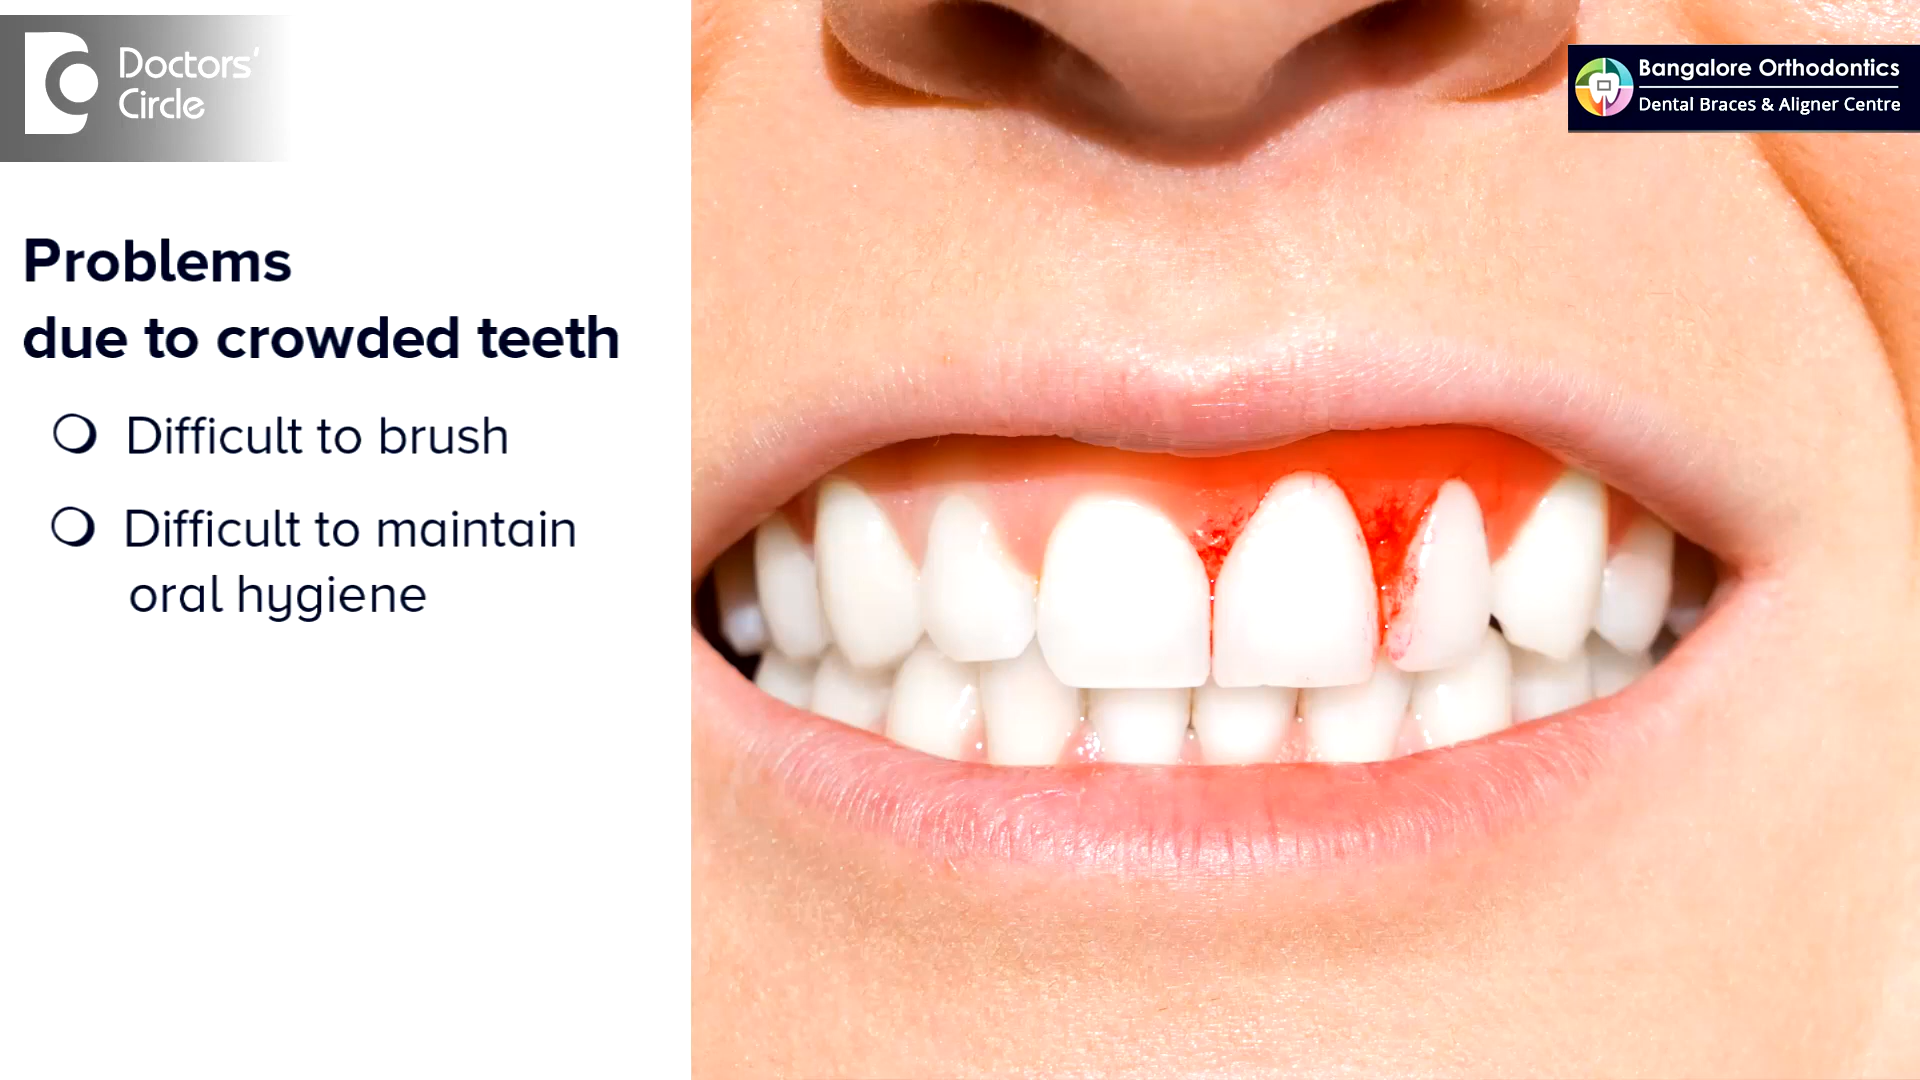 Doctors'
Circle
Bangalore Orthodontics
Dental Braces & Aligner Centre
Problems
due to crowded teeth
Difficult to brush
Difficult to maintain
oral hygiene